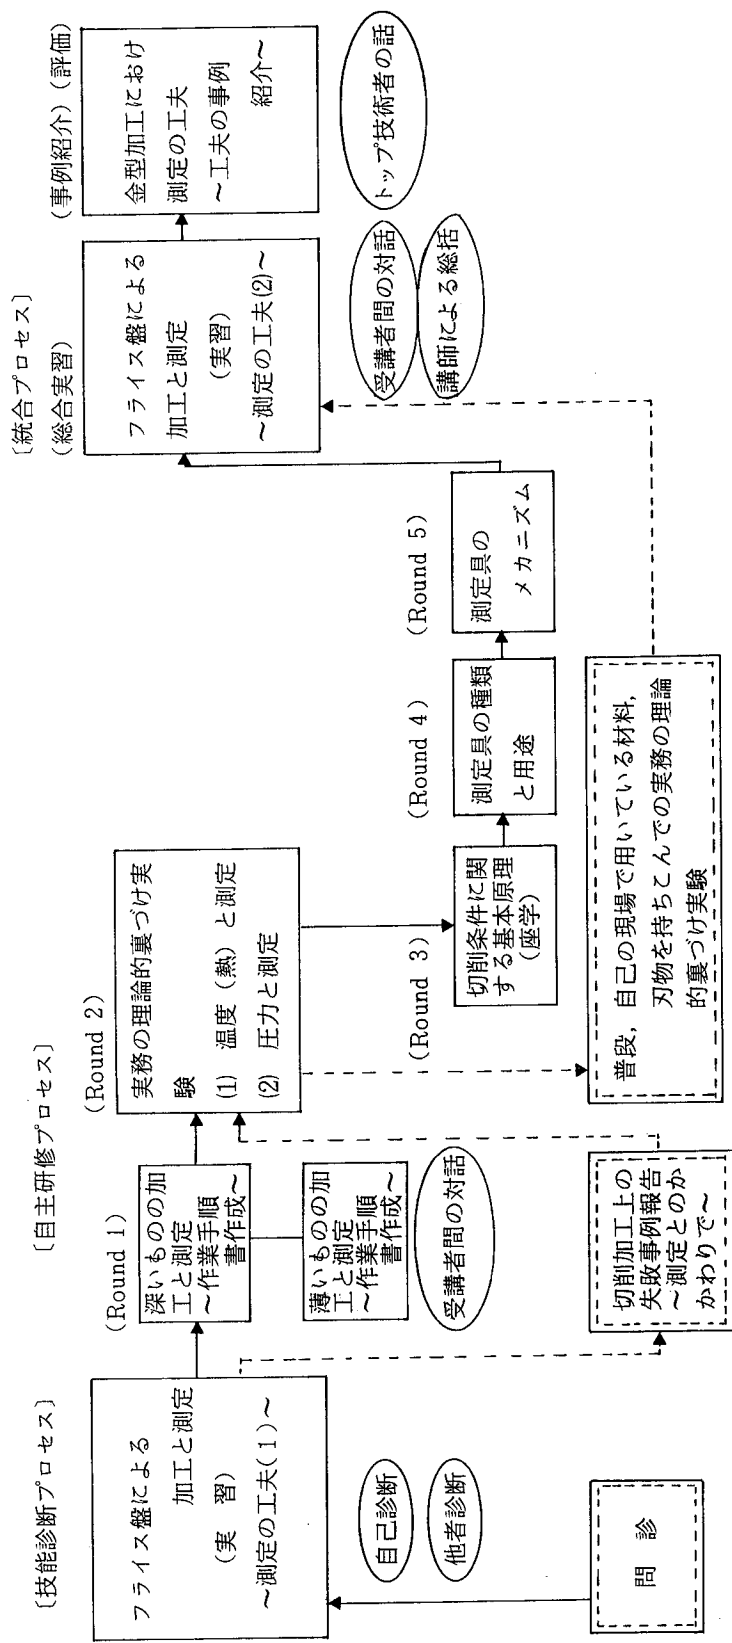 〔技能診断プロセス〕
フライス盤による
加工と測定
(実　習)
～測定の工夫(1)～
自己診断
他者診断
問　診
〔自主研修プロセス〕
(Round 1)
深いものの加
工と測定
～作業手順
書作成～
薄いものの加
工と測定
～作業手順
書作成～
受講者間の対話
切削加工上の
失敗事例報告
～測定とのか
かわりで～
(Round 2)
実務の理論的裏づけ実
験
(1)　温度（熱）と測定
(2)　圧力と測定
(Round 3)
切削条件に関
する基本原理
(座学)
(Round 4)
測定具の種類
と用途
(Round 5)
測定具の
メカニズム
普段，自己の現場で用いている材料，
刃物を持ちこんでの実務の理論
的裏づけ実験
〔統合プロセス〕
(総合実習)
フライス盤による
加工と測定
(実習)
～測定の工夫(2)～
受講者間の対話
講師による総括
(事例紹介)(評価)
金型加工におけ
測定の工夫
～工夫の事例
紹介～
トップ技術者の話